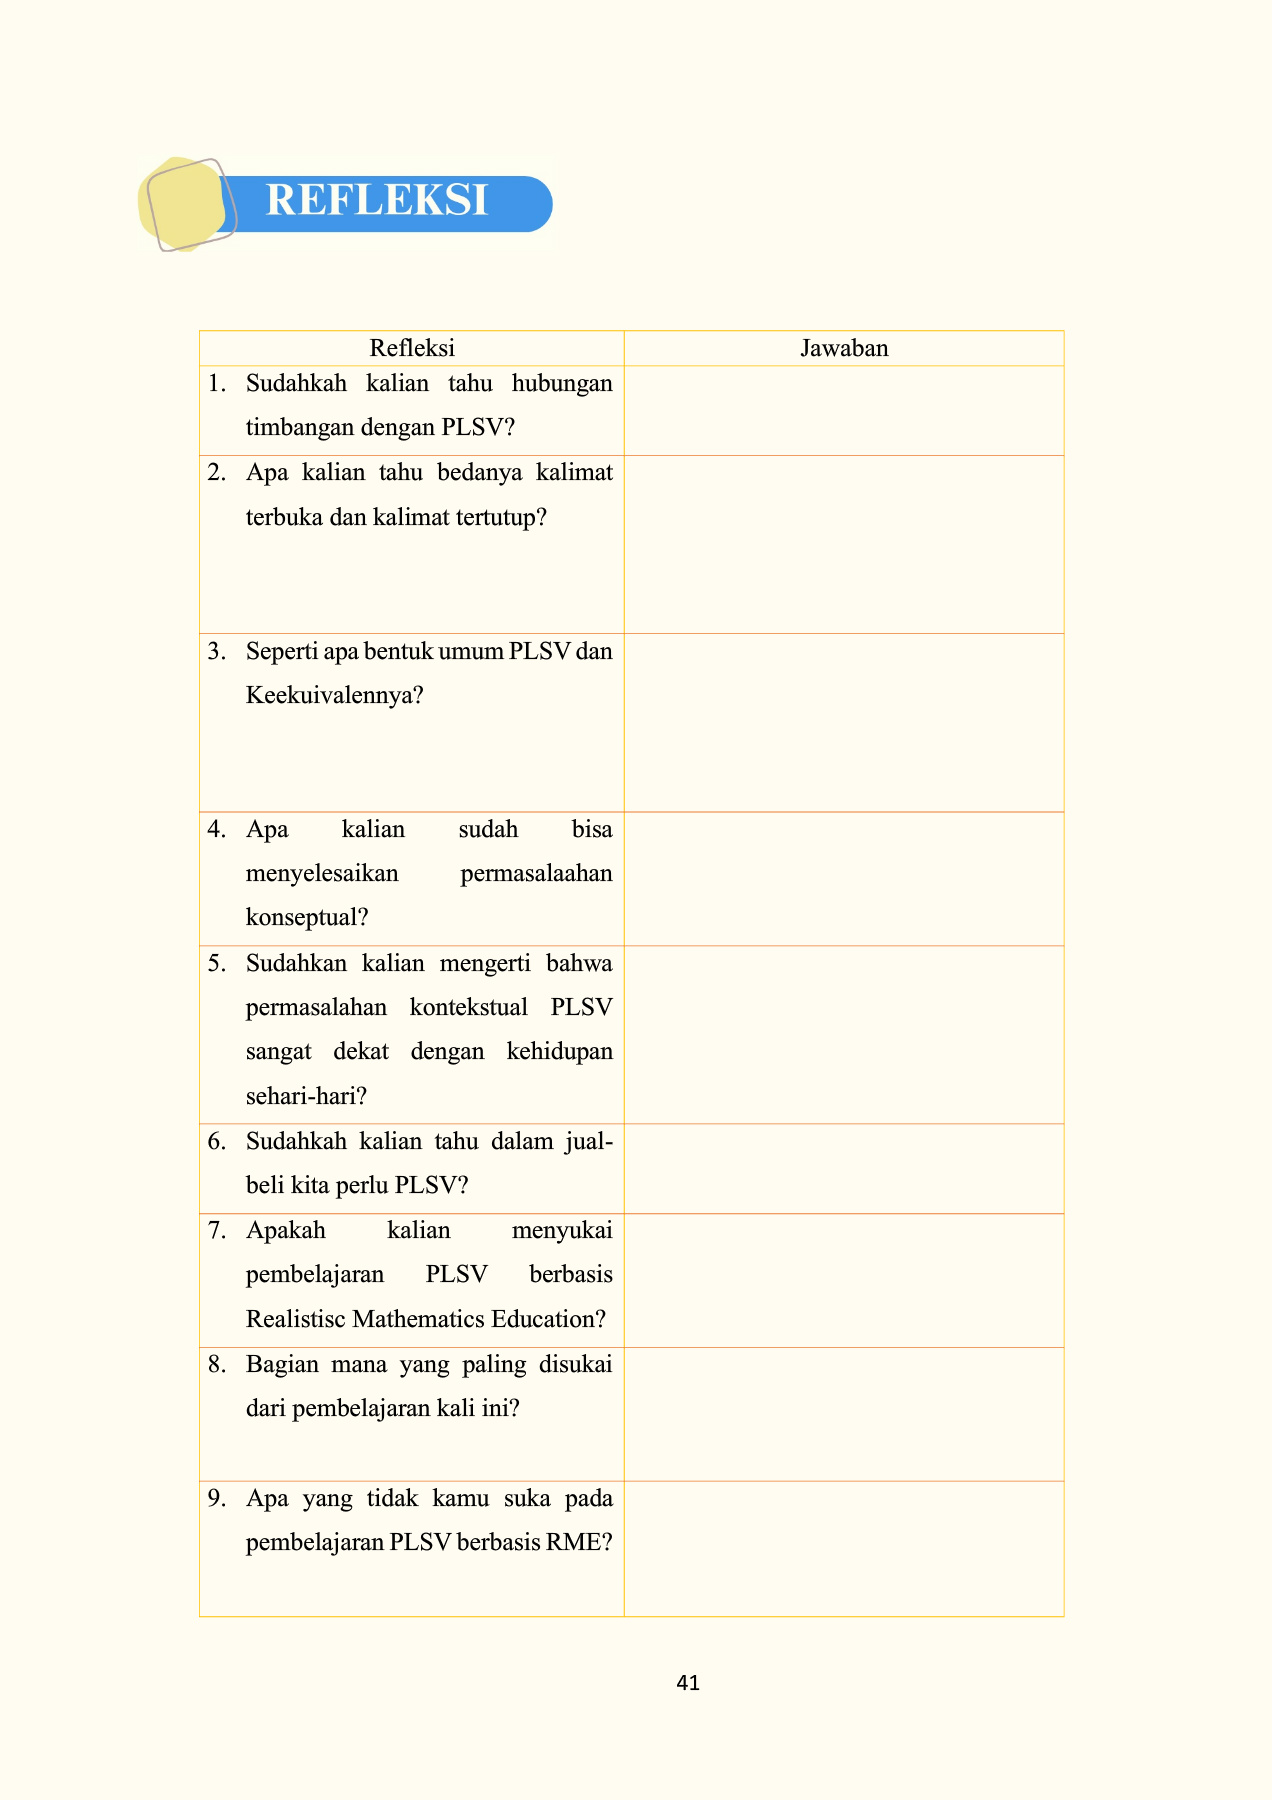 REFLEKSI
Refleksi
Jawaban
1. Sudahkah kalian tahu hubungan
timbangan dengan PLSV?
2. Apa kalian tahu bedanya kalimat
terbuka dan kalimat tertutup?
3. Seperti apa bentuk umum PLSV dan
Keekuivalennya?
4. Apa kalian sudah bisa
menyelesaikan permasalaahan
konseptual?
5. Sudahkan kalian mengerti bahwa
permasalahan kontekstual PLSV
sangat dekat dengan kehidupan
sehari-hari?
6. Sudahkah kalian tahu dalam jual-
beli kita perlu PLSV?
7. Apakah kalian menyukai
pembelajaran PLSV berbasis
Realistisc Mathematics Education?
8. Bagian mana yang paling disukai
dari pembelajaran kali ini?
9. Apa yang tidak kamu suka pada
pembelajaran PLSV berbasis RME?
41